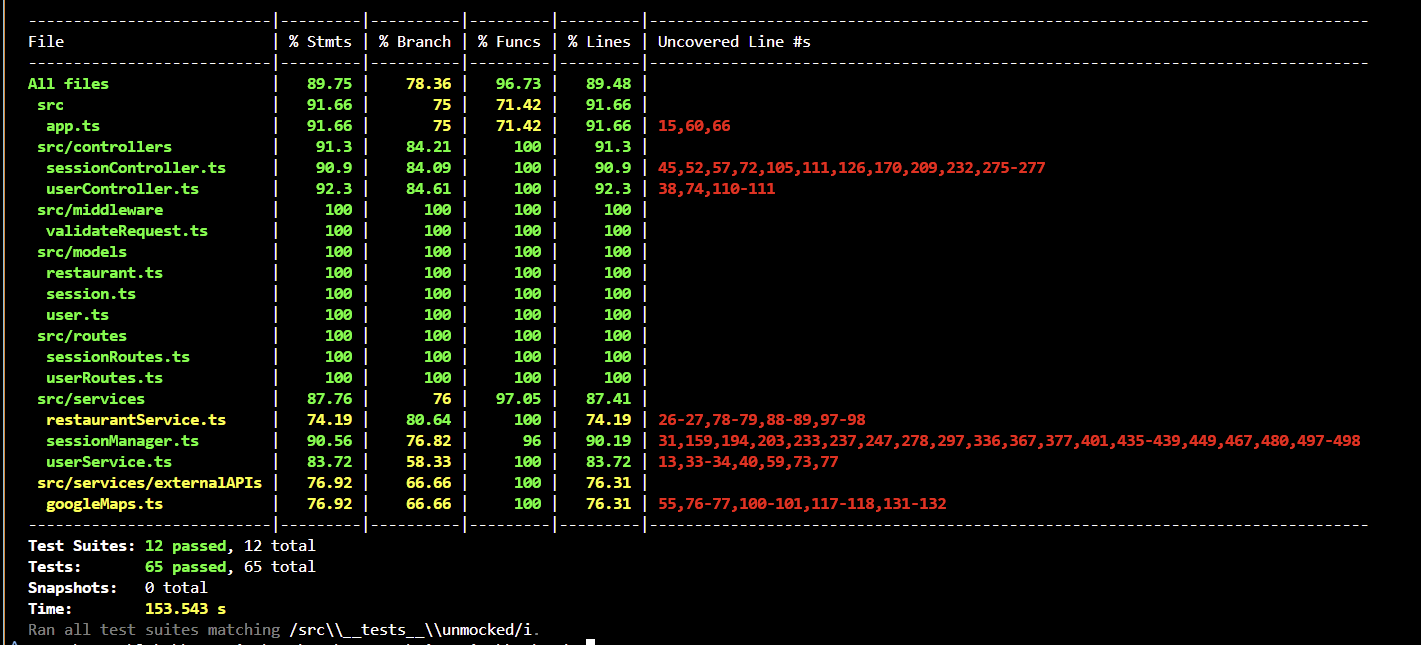 --------------------------|---------|----------|---------|---------|--------------------------------------------------------------------------------
File                      | % Stmts | % Branch | % Funcs | % Lines | Uncovered Line #s
--------------------------|---------|----------|---------|---------|--------------------------------------------------------------------------------
All files                 |   89.75 |    78.36 |   96.73 |   89.48 |
 src                      |   91.66 |       75 |   71.42 |   91.66 |
  app.ts                  |   91.66 |       75 |   71.42 |   91.66 | 15,60,66
 src/controllers          |    91.3 |    84.21 |     100 |    91.3 |
  sessionController.ts    |    90.9 |    84.09 |     100 |    90.9 | 45,52,57,72,105,111,126,170,209,232,275-277
  userController.ts       |    92.3 |    84.61 |     100 |    92.3 | 38,74,110-111
 src/middleware           |     100 |      100 |     100 |     100 |
  validateRequest.ts      |     100 |      100 |     100 |     100 |
 src/models               |     100 |      100 |     100 |     100 |
  restaurant.ts           |     100 |      100 |     100 |     100 |
  session.ts              |     100 |      100 |     100 |     100 |
  user.ts                 |     100 |      100 |     100 |     100 |
 src/routes               |     100 |      100 |     100 |     100 |
  sessionRoutes.ts        |     100 |      100 |     100 |     100 |
  userRoutes.ts           |     100 |      100 |     100 |     100 |
 src/services             |   87.76 |       76 |   97.05 |   87.41 |
  restaurantService.ts    |   74.19 |    80.64 |     100 |   74.19 | 26-27,78-79,88-89,97-98
  sessionManager.ts       |   90.56 |    76.82 |      96 |   90.19 | 31,159,194,203,233,237,247,278,297,336,367,377,401,435-439,449,467,480,497-498
  userService.ts          |   83.72 |    58.33 |     100 |   83.72 | 13,33-34,40,59,73,77
 src/services/externalAPIs |   76.92 |    66.66 |     100 |   76.31 |
  googleMaps.ts           |   76.92 |    66.66 |     100 |   76.31 | 55,76-77,100-101,117-118,131-132
--------------------------|---------|----------|---------|---------|--------------------------------------------------------------------------------
Test Suites: 12 passed, 12 total
Tests:       65 passed, 65 total
Snapshots:   0 total
Time:        153.543 s
Ran all test suites matching /src\\__tests__\\unmocked/i.